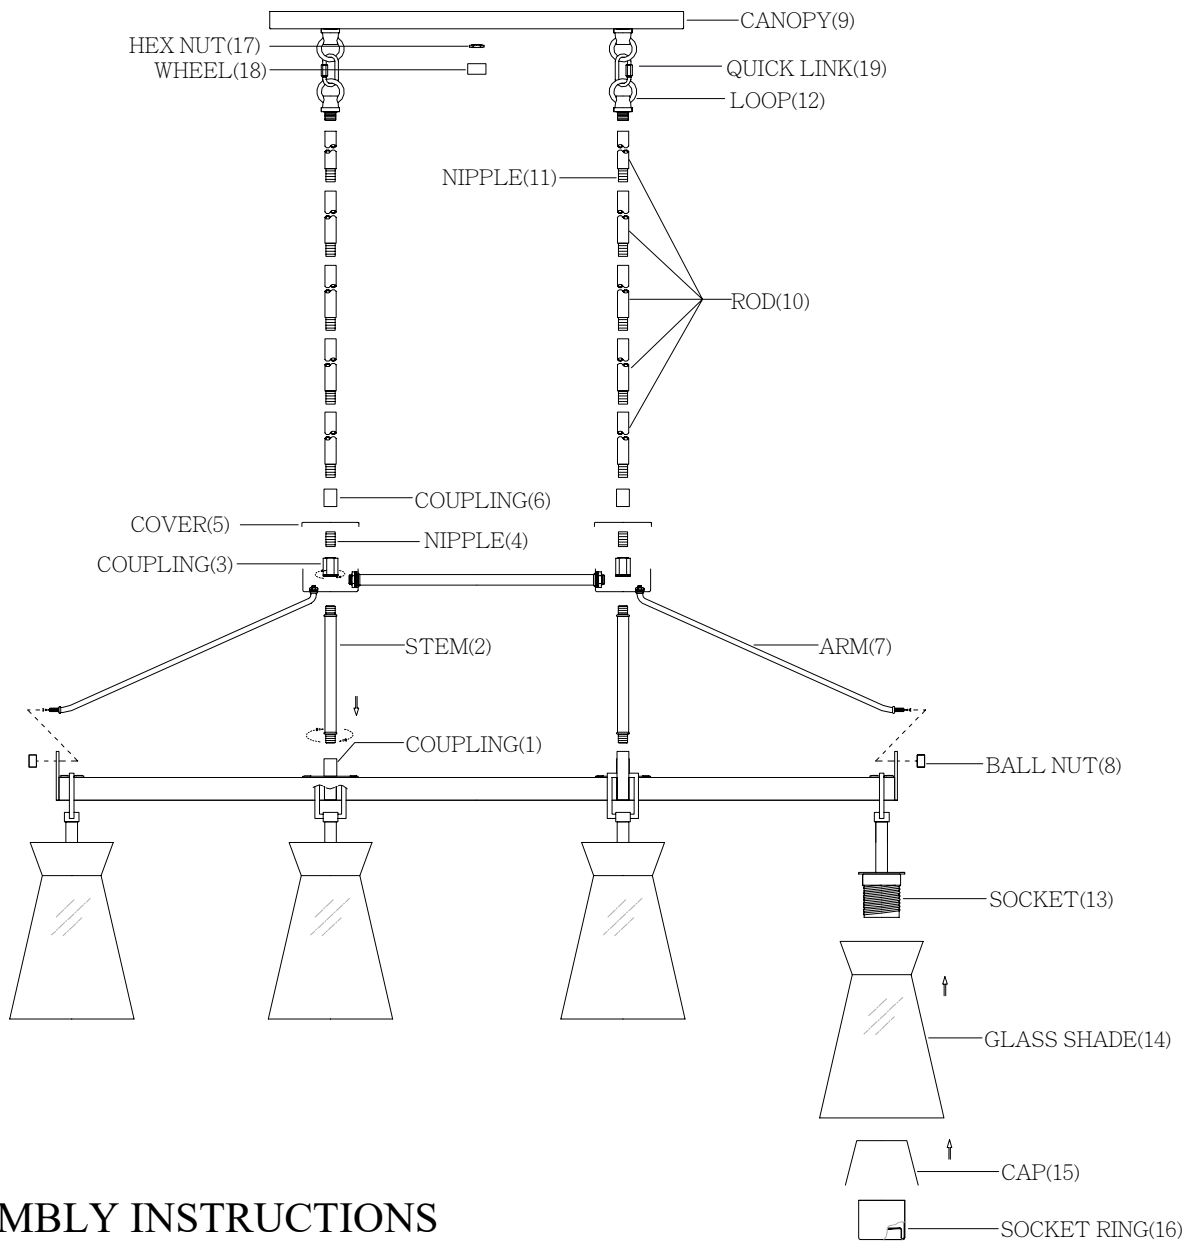 CANOPY(9)
HEX NUT(17)
WHEEL(18)
QUICK LINK(19)
LOOP(12)
NIPPLE(11)
ROD(10)
COUPLING(6)
COVER(5)
NIPPLE(4)
COUPLING(3)
STEM(2)
ARM(7)
COUPLING(1)
BALL NUT(8)
SOCKET(13)
GLASS SHADE(14)
CAP(15)
MBLY INSTRUCTIONS
SOCKET RING(16)